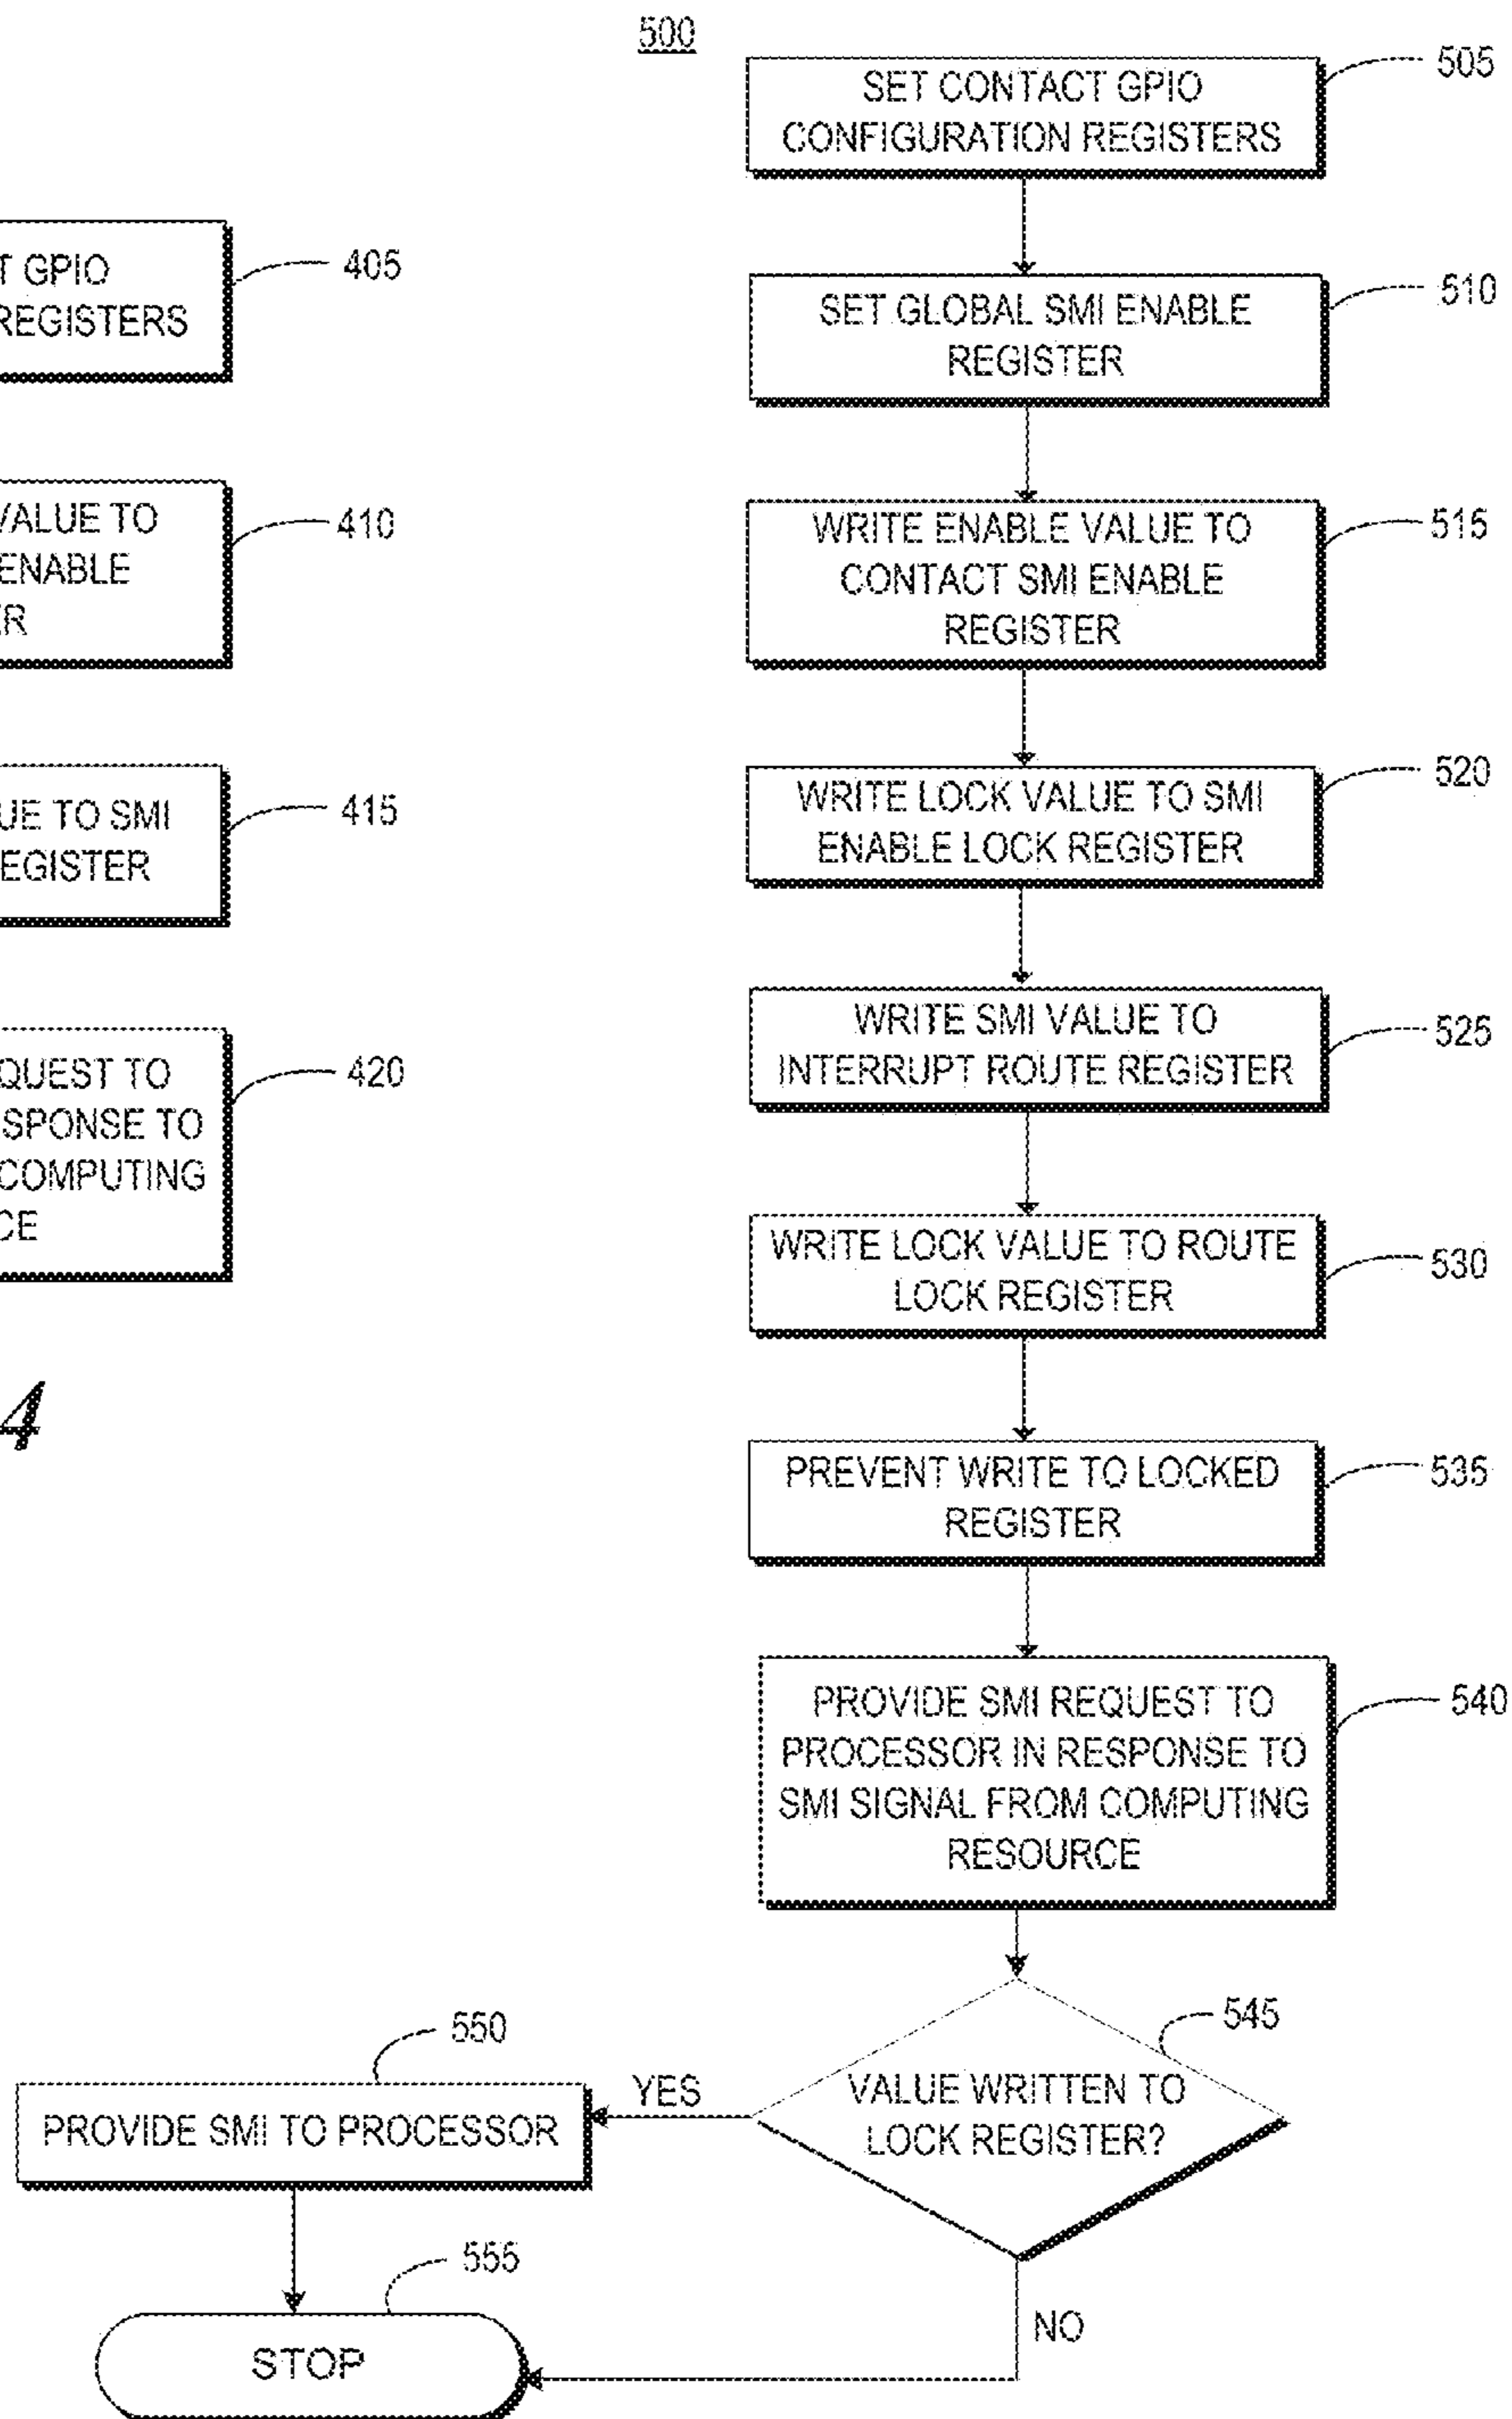 T GPIO
REGISTERS
405
VALUE TO
ENABLE
ER
410
UE TO SMI
EGISTER
415
QUEST TO
SPONSE TO
COMPUTING
CE
420
4
500
SET CONTACT GPIO
CONFIGURATION REGISTERS
505
SET GLOBAL SMI ENABLE
REGISTER
510
WRITE ENABLE VALUE TO
CONTACT SMI ENABLE
REGISTER
515
WRITE LOCK VALUE TO SMI
ENABLE LOCK REGISTER
520
WRITE SMI VALUE TO
INTERRUPT ROUTE REGISTER
525
WRITE LOCK VALUE TO ROUTE
LOCK REGISTER
530
PREVENT WRITE TO LOCKED
REGISTER
535
PROVIDE SMI REQUEST TO
PROCESSOR IN RESPONSE TO
SMI SIGNAL FROM COMPUTING
RESOURCE
540
VALUE WRITTEN TO
LOCK REGISTER?
545
YES
550
PROVIDE SMI TO PROCESSOR
555
STOP
NO